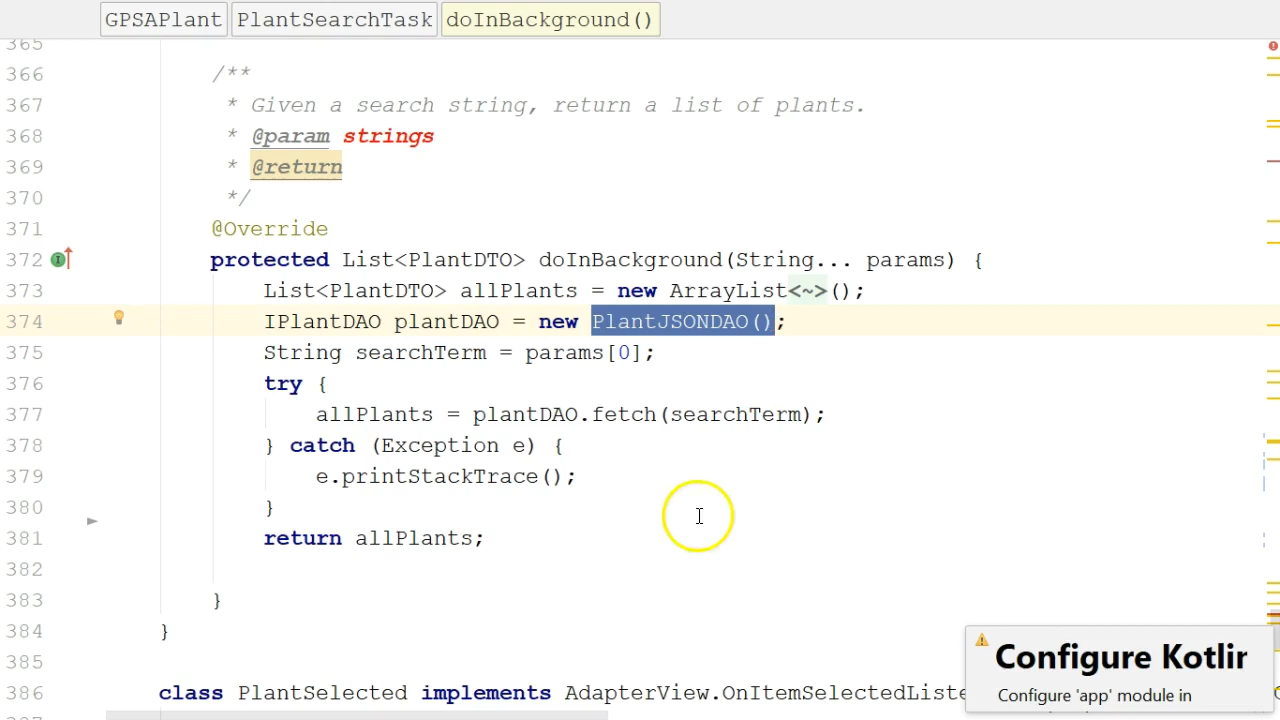 GPSAPlant PlantSearchTask doInBackground()
365
366 /**
367 * Given a search string, return a list of plants.
368 * @param strings
369 * @return
370 */
371 @Override
372 protected List<PlantDTO> doInBackground(String... params) {
373 List<PlantDTO> allPlants = new ArrayList<~>();
374 IPlantDAO plantDAO = new PlantJSONDAO();
375 String searchTerm = params[0];
376 try {
377 allPlants = plantDAO.fetch(searchTerm);
378 } catch (Exception e) {
379 e.printStackTrace();
380 }
381 return allPlants;
382
383 }
384 }
385
386 class PlantSelected implements AdapterView.OnItemSelectedListe
Configure Kotlin
Configure 'app' module in